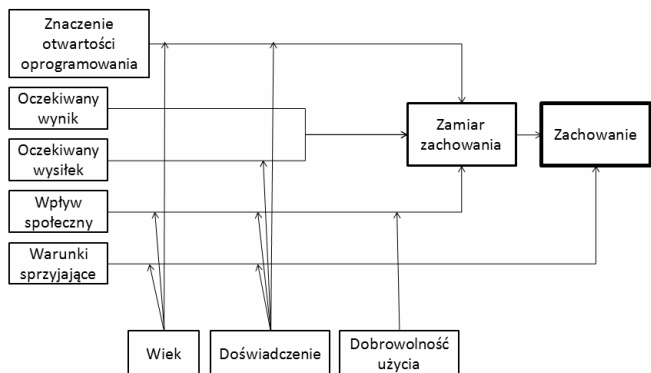 Znaczenie
otwartości
oprogramowania
Oczekiwany
wynik
Oczekiwany
wysiłek
Wpływ
społeczny
Warunki
sprzyjające
Zamiar
zachowania
Zachowanie
Wiek
Doświadczenie
Dobrowolność
użycia